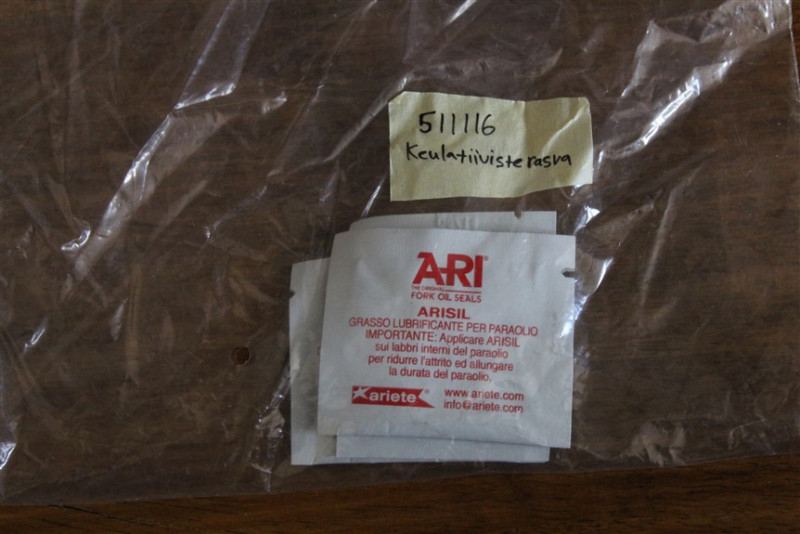 511116
Keulatiivisterasva
ARI®
THE ORIGINAL
FORK OIL SEALS
ARISIL
GRASSO LUBRIFICANTE PER PARAOLIO
IMPORTANTE: Applicare ARISIL
sui labbri interni del paraolio
per ridurre l'attrito ed allungare
la durata del paraolio.
ariete®
www.ariete.com
info@ariete.com